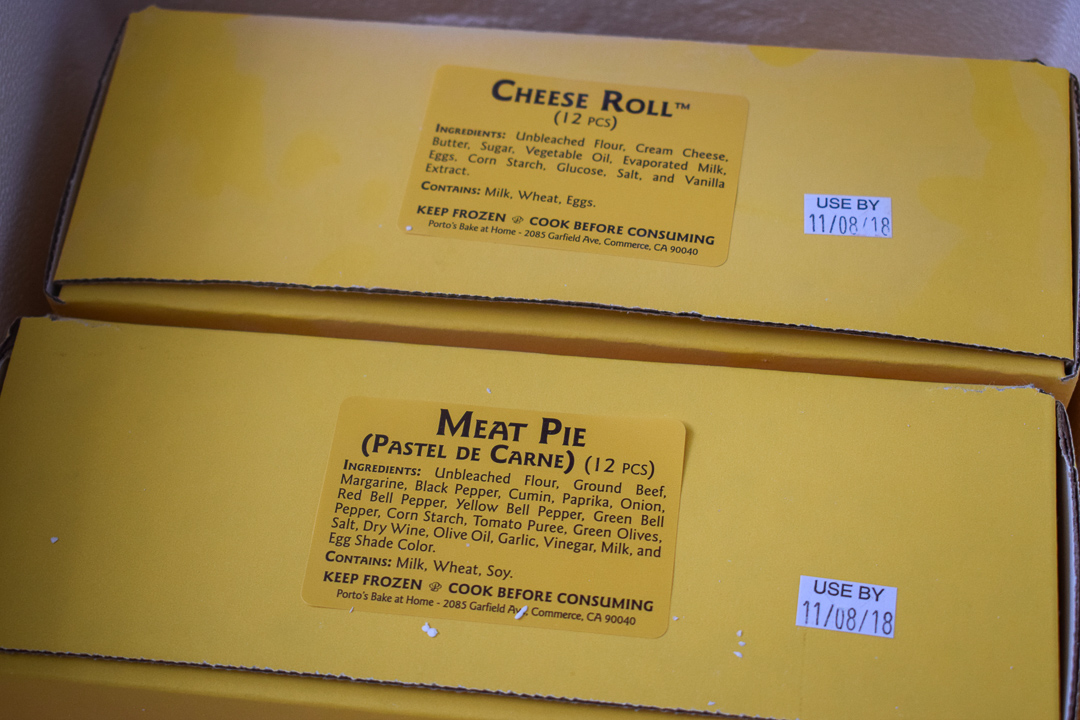 CHEESE ROLL™
(12 PCS)
INGREDIENTS: Unbleached Flour, Cream Cheese,
Butter, Sugar, Vegetable Oil, Evaporated Milk,
Eggs, Corn Starch, Glucose, Salt, and Vanilla
Extract.
CONTAINS: Milk, Wheat, Eggs.
KEEP FROZEN COOK BEFORE CONSUMING
Porto's Bake at Home - 2085 Garfield Ave, Commerce, CA 90040
USE BY
11/08/18
MEAT PIE
(PASTEL DE CARNE) (12 PCS)
INGREDIENTS: Unbleached Flour, Ground Beef,
Margarine, Black Pepper, Cumin, Paprika, Onion,
Red Bell Pepper, Yellow Bell Pepper, Green Bell
Pepper, Corn Starch, Tomato Puree, Green Olives,
Salt, Dry Wine, Olive Oil, Garlic, Vinegar, Milk, and
Egg Shade Color.
CONTAINS: Milk, Wheat, Soy.
KEEP FROZEN COOK BEFORE CONSUMING
Porto's Bake at Home - 2085 Garfield Ave, Commerce, CA 90040
USE BY
11/08/18